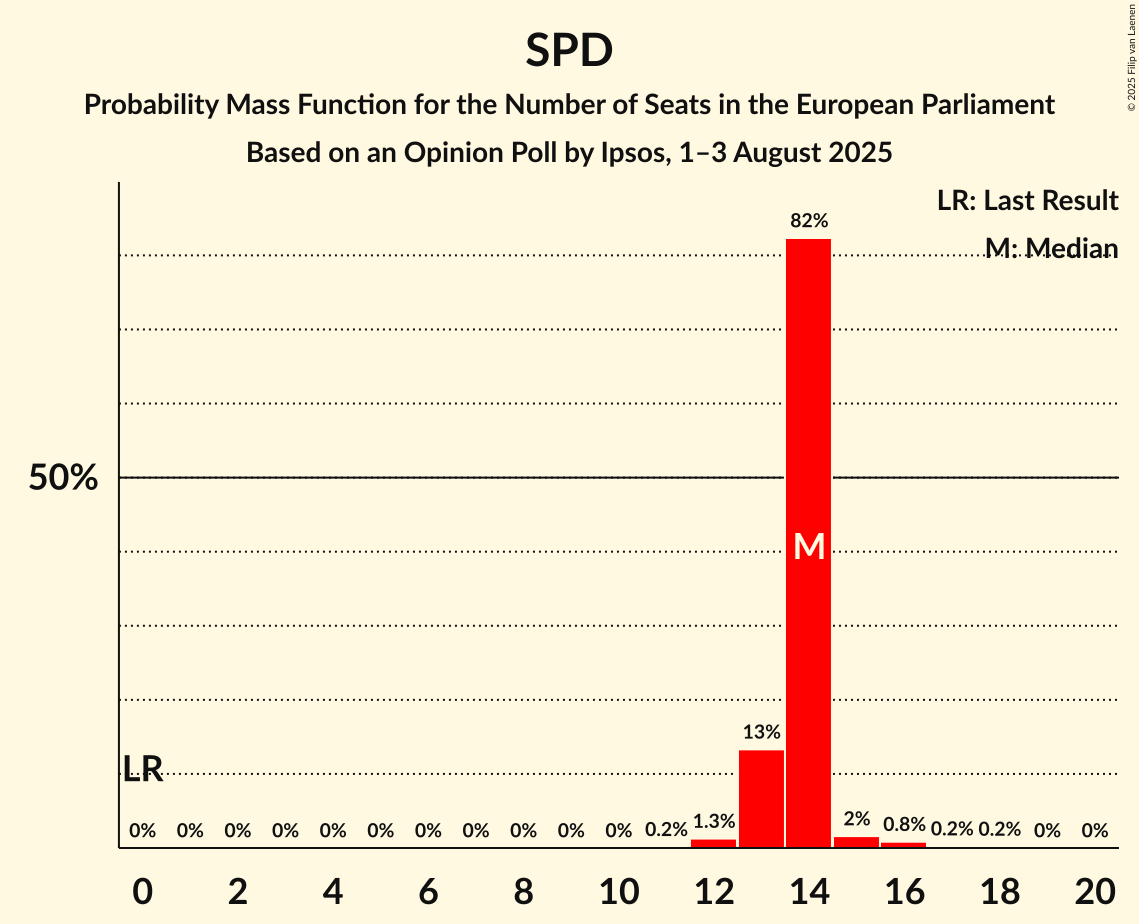 SPD
Probability Mass Function for the Number of Seats in the European Parliament
Based on an Opinion Poll by Ipsos, 1–3 August 2025
© 2025 Filip van Laenen
LR: Last Result
M: Median
82%
50%
M
13%
LR
0% 0% 0% 0% 0% 0% 0% 0% 0% 0% 0% 0.2% 1.3% 2% 0.8% 0.2% 0.2% 0% 0%
0 2 4 6 8 10 12 14 16 18 20